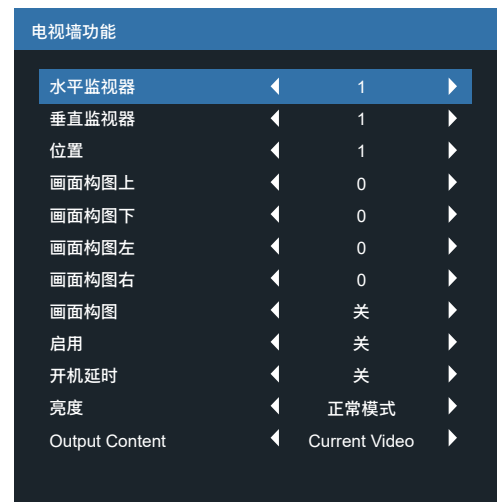 电视墙功能
水平监视器 1
垂直监视器 1
位置 1
画面构图上 0
画面构图下 0
画面构图左 0
画面构图右 0
画面构图 关
启用 关
开机延时 关
亮度 正常模式
Output Content Current Video